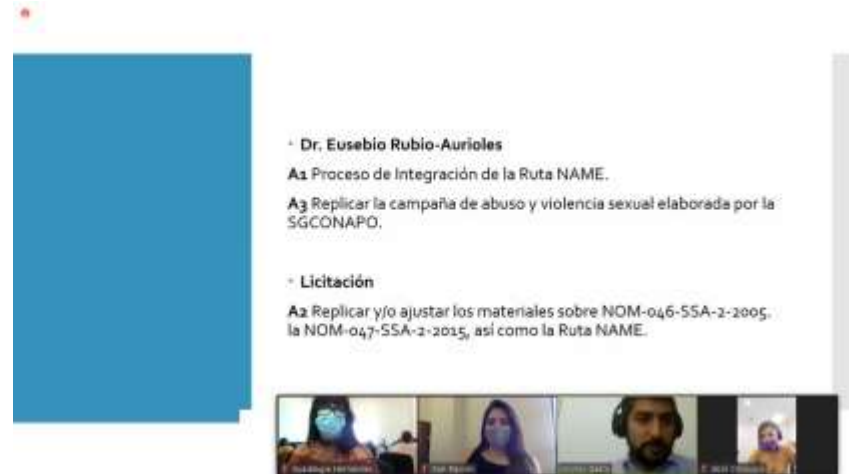 Dr. Eusebio Rubio-Aurioles
A1 Proceso de Integración de la Ruta NAME.
A3 Replicar la campaña de abuso y violencia sexual elaborada por la
SGCONAPO.
Licitación
A2 Replicar y/o ajustar los materiales sobre NOM-046-SSA-2-2005.
la NOM-047-SSA-2-2015, así como la Ruta NAME.